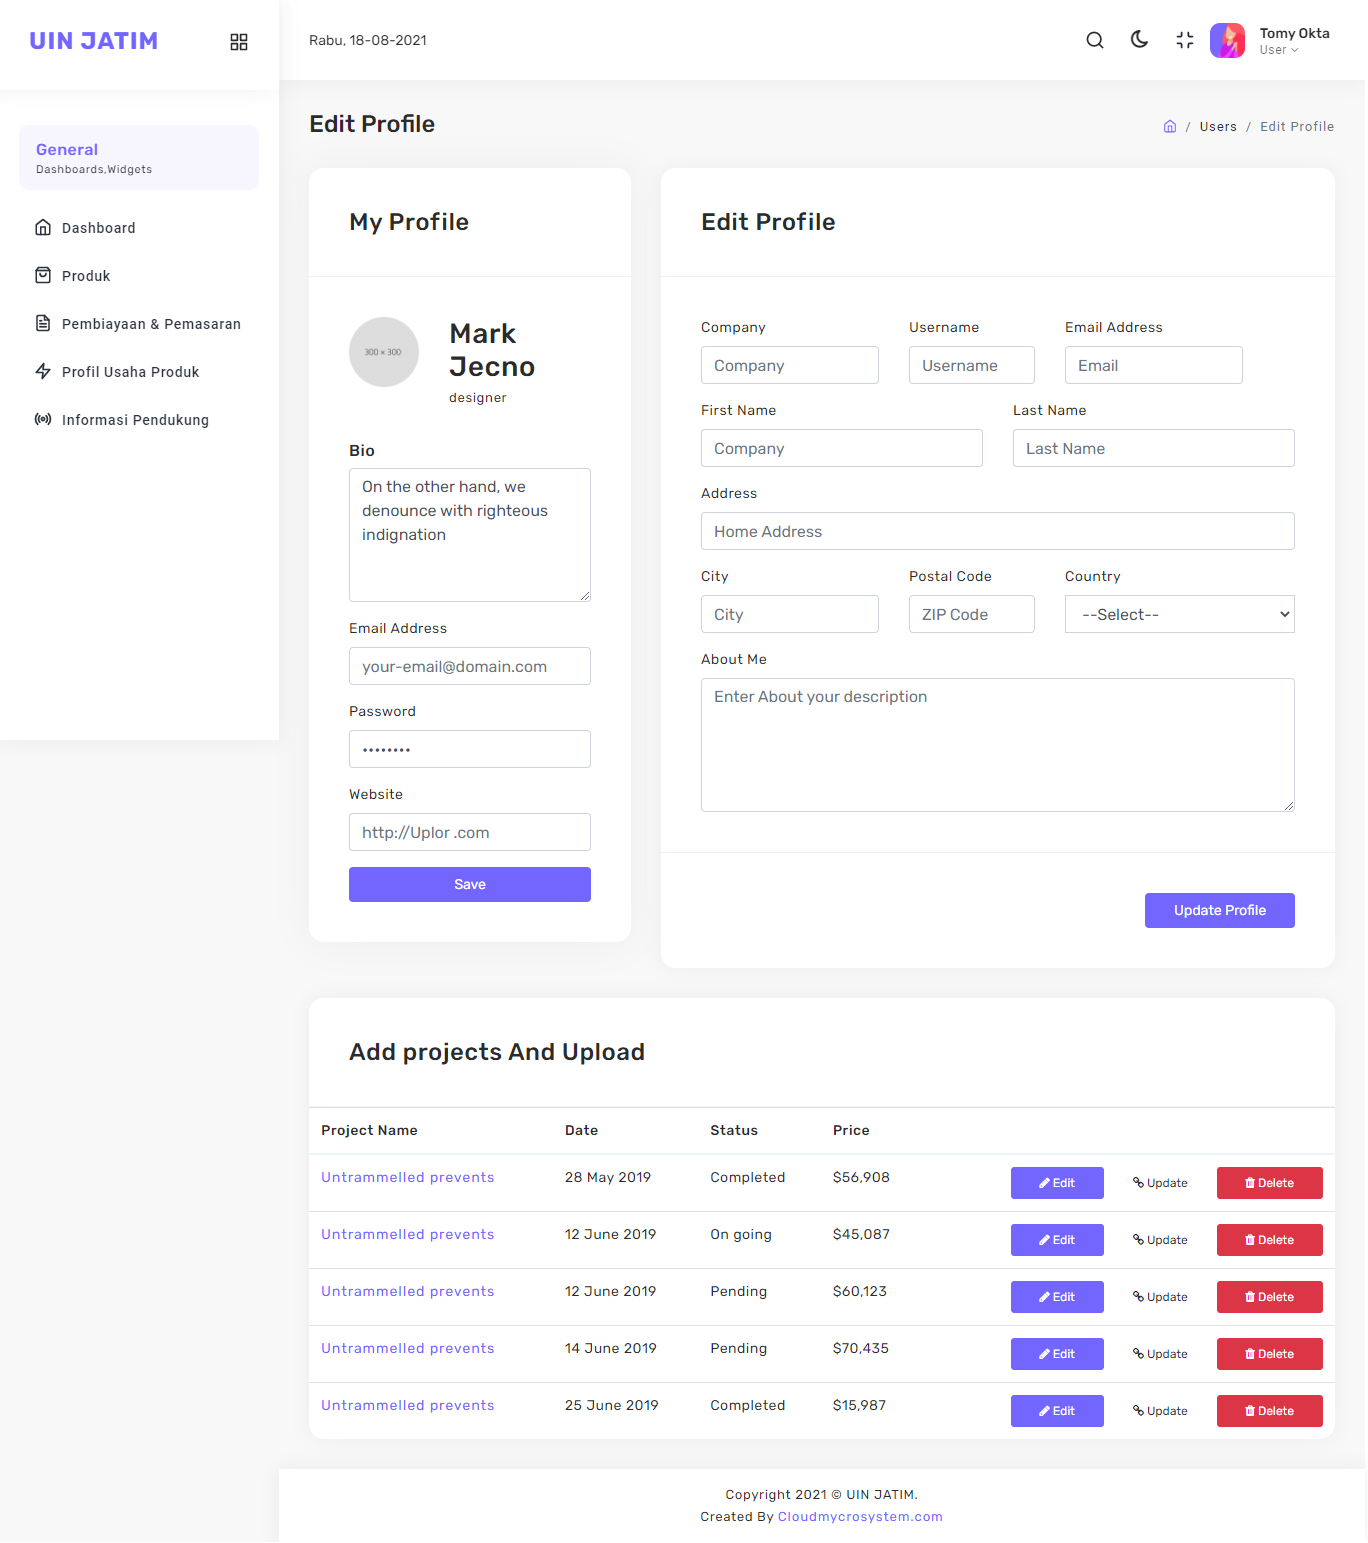 UIN JATIM
Rabu, 18-08-2021
Tomy Okta
User
General
Dashboards,Widgets
Dashboard
Produk
Pembiayaan & Pemasaran
Profil Usaha Produk
Informasi Pendukung
Edit Profile
/ Users / Edit Profile
My Profile
300 × 300
Mark
Jecno
designer
Bio
On the other hand, we
denounce with righteous
indignation
Email Address
your-email@domain.com
Password
••••••••
Website
http://Uplor .com
Save
Edit Profile
Company Username Email Address
Company Username Email
First Name Last Name
Company Last Name
Address
Home Address
City Postal Code Country
City ZIP Code --Select--
About Me
Enter About your description
Update Profile
Add projects And Upload
Project Name Date Status Price
Untrammelled prevents 28 May 2019 Completed $56,908 Edit Update Delete
Untrammelled prevents 12 June 2019 On going $45,087 Edit Update Delete
Untrammelled prevents 12 June 2019 Pending $60,123 Edit Update Delete
Untrammelled prevents 14 June 2019 Pending $70,435 Edit Update Delete
Untrammelled prevents 25 June 2019 Completed $15,987 Edit Update Delete
Copyright 2021 © UIN JATIM.
Created By Cloudmycrosystem.com